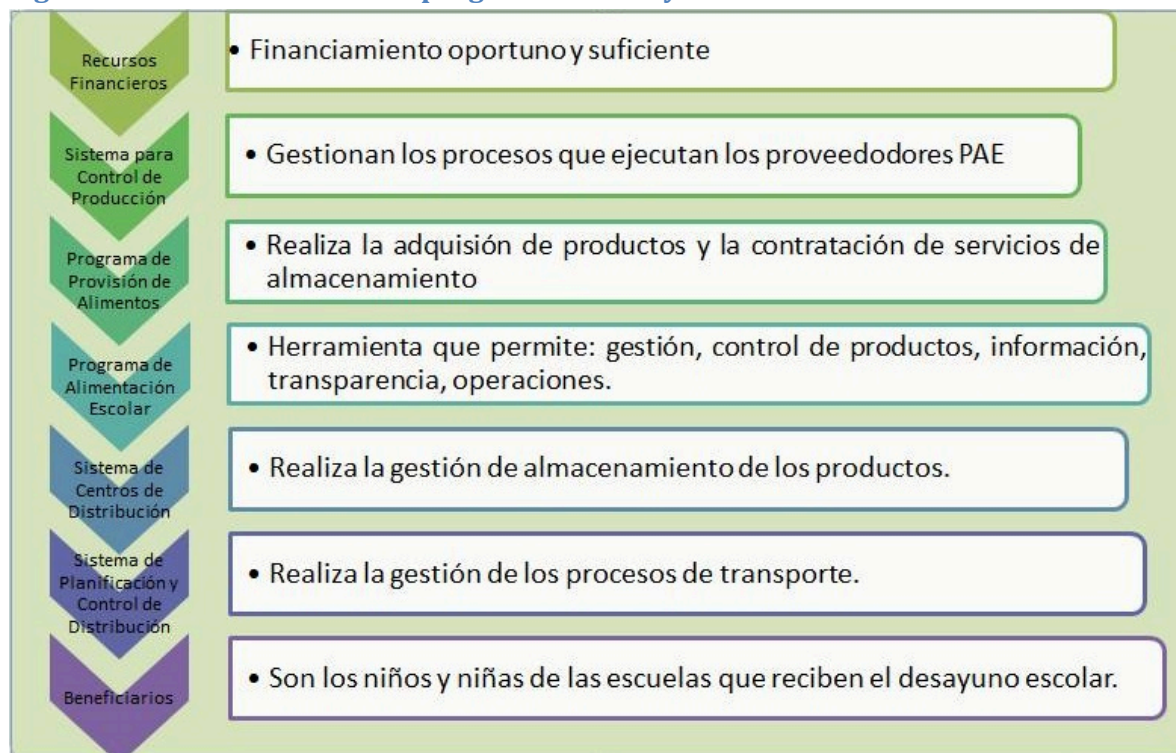 Recursos
Financieros
• Financiamiento oportuno y suficiente
Sistema para
Control de
Producción
• Gestionan los procesos que ejecutan los proveedodores PAE
Programa de
Provisión de
Alimentos
• Realiza la adquisión de productos y la contratación de servicios de
almacenamiento
Programa de
Alimentación
Escolar
• Herramienta que permite: gestión, control de productos, información,
transparencia, operaciones.
Sistema de
Centros de
Distribución
• Realiza la gestión de almacenamiento de los productos.
Sistema de
Planificación y
Control de
Distribución
• Realiza la gestión de los procesos de transporte.
Beneficiarios
• Son los niños y niñas de las escuelas que reciben el desayuno escolar.